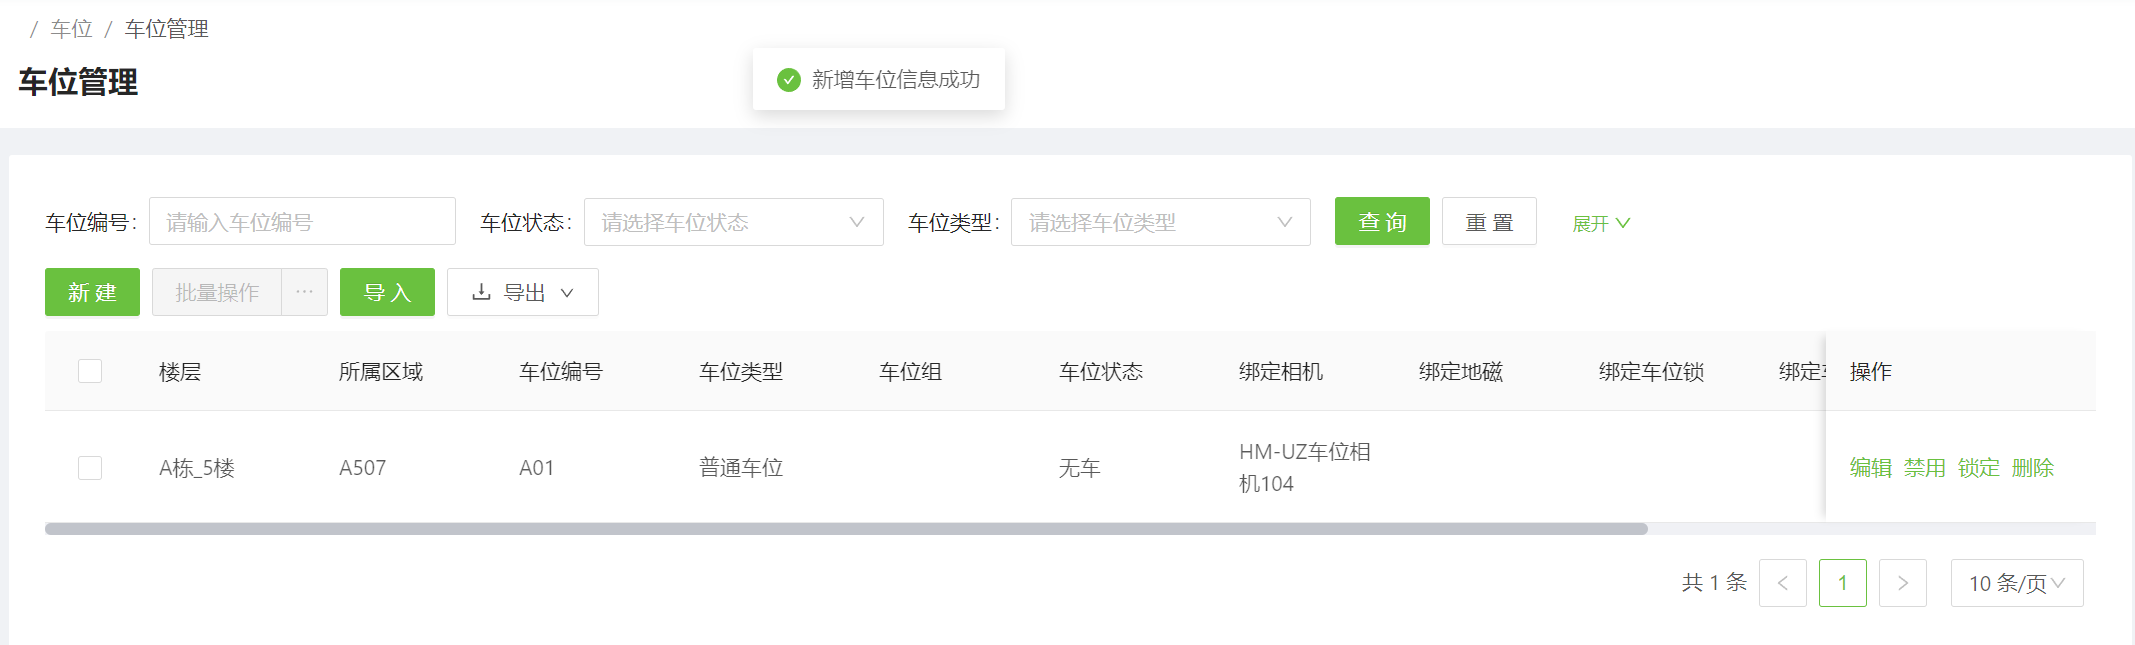 / 车位 / 车位管理
车位管理
新增车位信息成功
车位编号: 请输入车位编号 车位状态: 请选择车位状态 车位类型: 请选择车位类型 查 询 重 置 展开
新 建 批量操作 ··· 导 入 导出
楼层 所属区域 车位编号 车位类型 车位组 车位状态 绑定相机 绑定地磁 绑定车位锁 绑定 操作
A栋_5楼 A507 A01 普通车位 无车 HM-UZ车位相 编辑 禁用 锁定 删除
机104
共 1 条 < 1 > 10 条/页